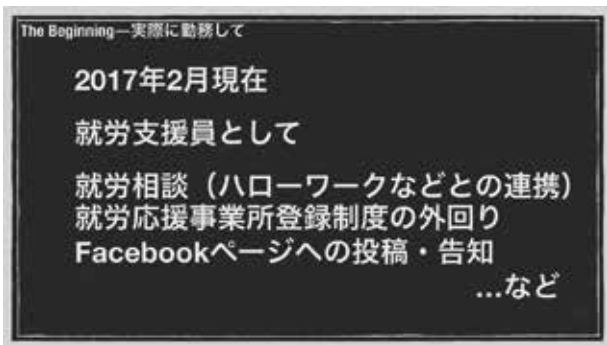 The Beginning—実際に勤務して
2017年2月現在
就労支援員として
就労相談（ハローワークなどとの連携）
就労応援事業所登録制度の外回り
Facebookページへの投稿・告知
...など